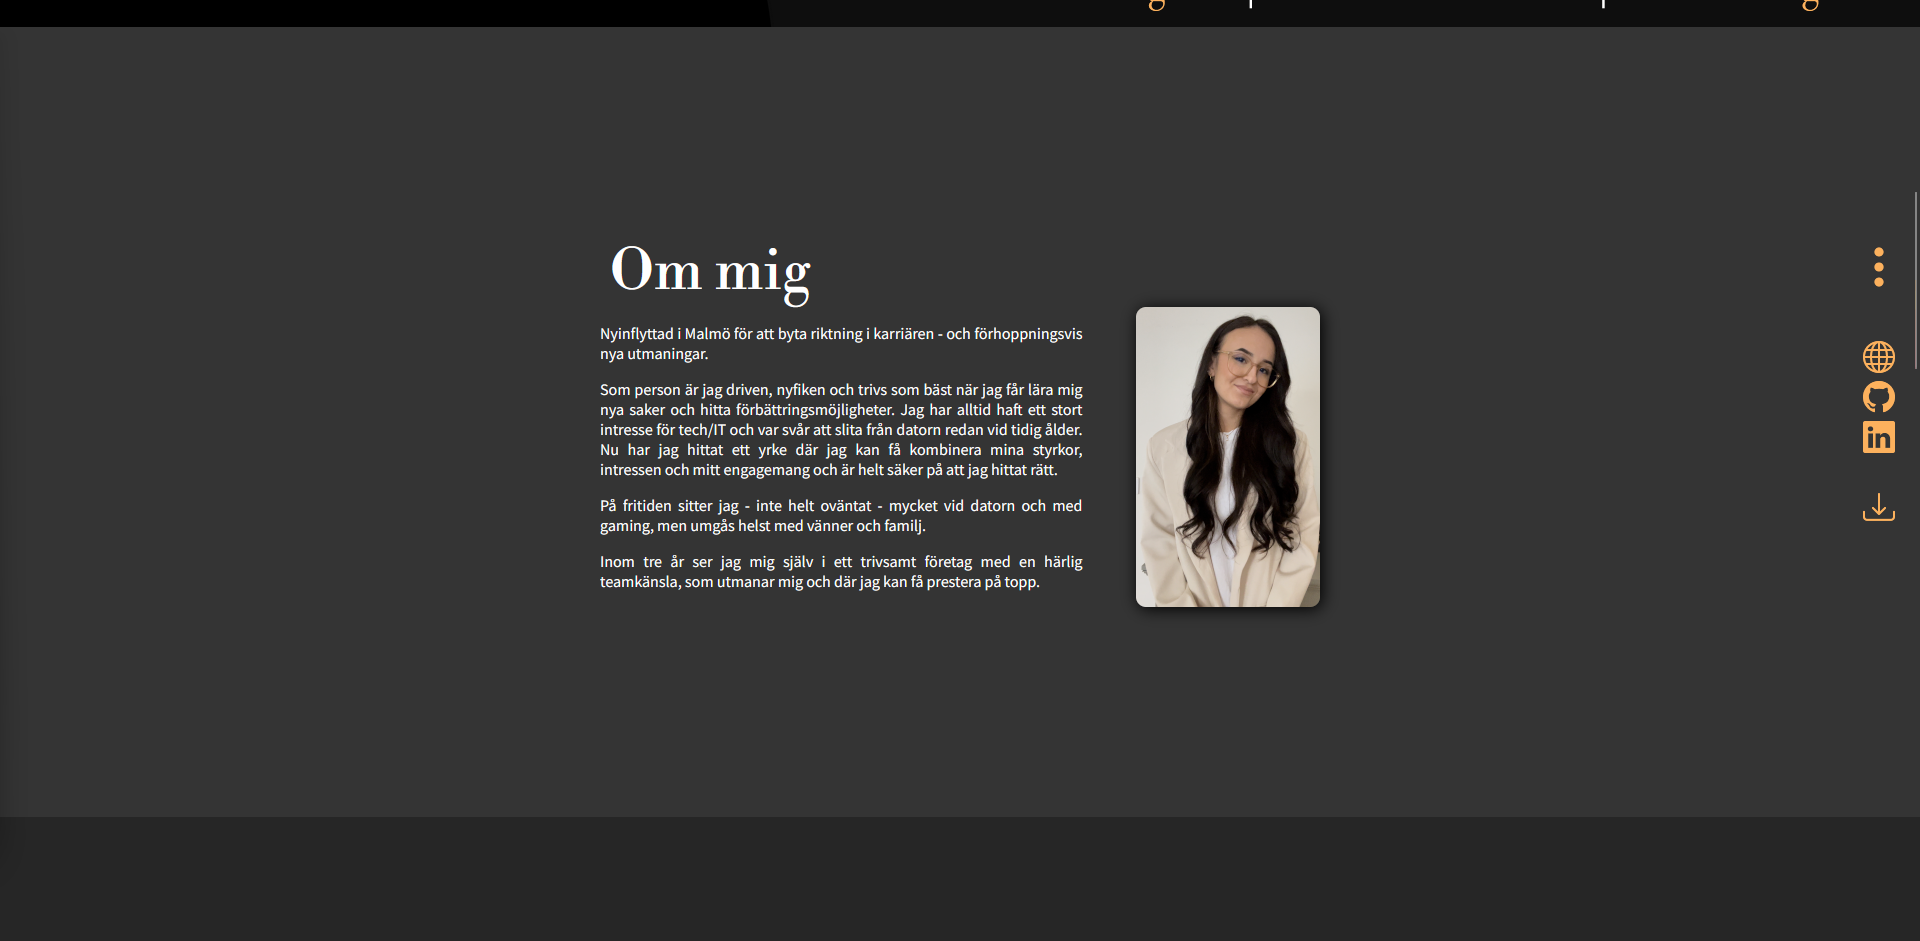 Om mig
Nyinflyttad i Malmö för att byta riktning i karriären - och förhoppningsvis
nya utmaningar.
Som person är jag driven, nyfiken och trivs som bäst när jag får lära mig
nya saker och hitta förbättringsmöjligheter. Jag har alltid haft ett stort
intresse för tech/IT och var svår att slita från datorn redan vid tidig ålder.
Nu har jag hittat ett yrke där jag kan få kombinera mina styrkor,
intressen och mitt engagemang och är helt säker på att jag hittat rätt.
På fritiden sitter jag - inte helt oväntat - mycket vid datorn och med
gaming, men umgås helst med vänner och familj.
Inom tre år ser jag mig själv i ett trivsamt företag med en härlig
teamkänsla, som utmanar mig och där jag kan få prestera på topp.
in